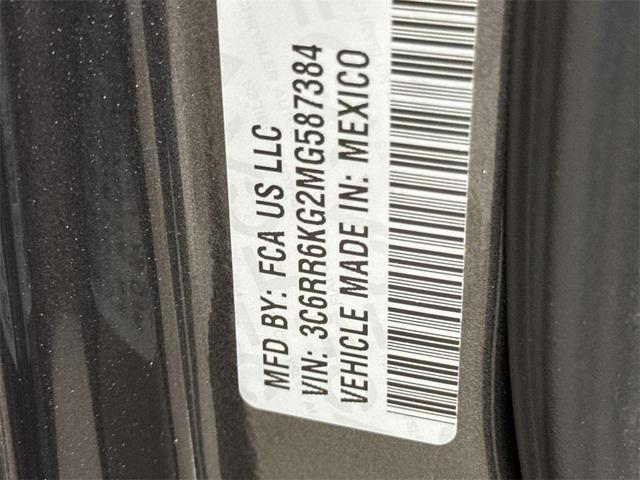 MFD BY: FCA US LLC
VIN: 3C6RR6KG2MG587384
VEHICLE MADE IN: MEXICO